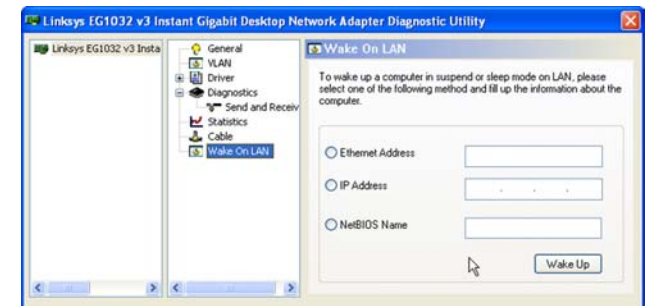 Linksys EG1032 v3 Instant Gigabit Desktop Network Adapter Diagnostic Utility
Linksys EG1032 v3 Insta
General
VLAN
Driver
Diagnostics
Send and Receiv
Statistics
Cable
Wake On LAN
Wake On LAN
To wake up a computer in suspend or sleep mode on LAN, please
select one of the following method and fill up the information about the
computer.
Ethernet Address
IP Address
. . .
NetBIOS Name
Wake Up